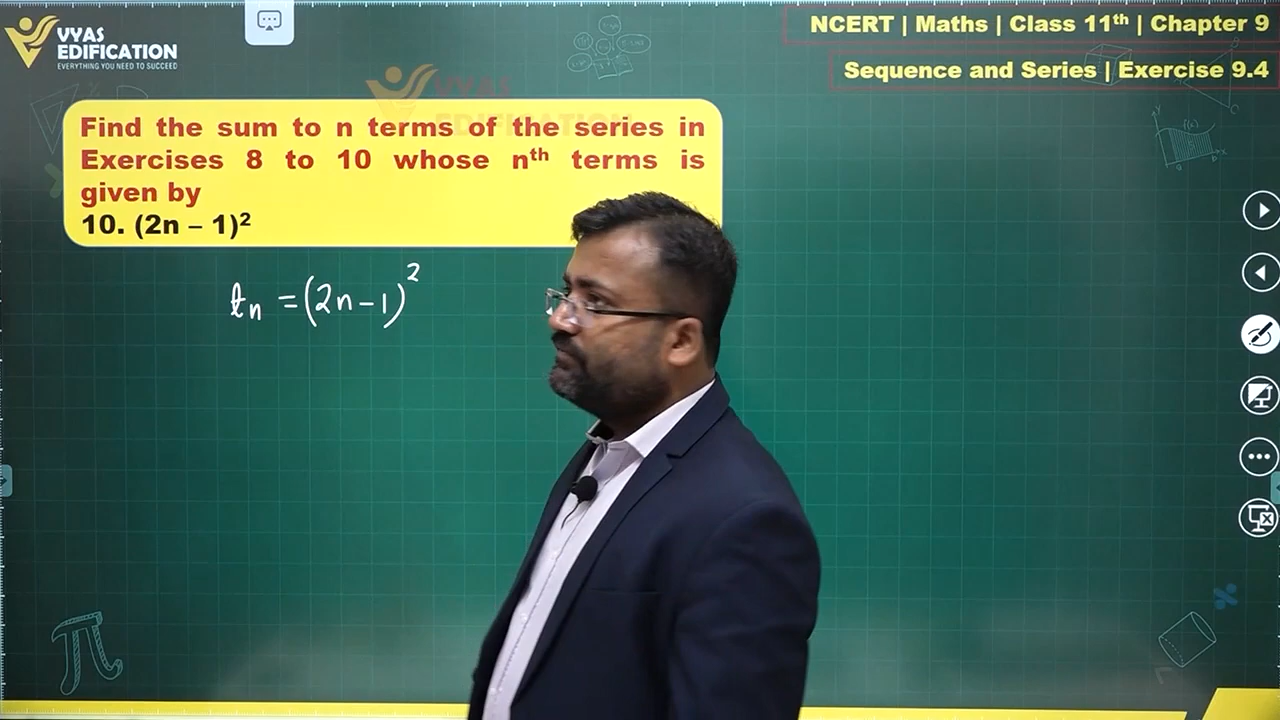 VYAS
EDIFICATION
EVERYTHING YOU NEED TO SUCCEED
NCERT | Maths | Class 11th | Chapter 9
Sequence and Series | Exercise 9.4
VYAS
EDIFICATION
Find the sum to n terms of the series in
Exercises 8 to 10 whose nth terms is
given by
10. (2n – 1)²
tn = (2n-1)²